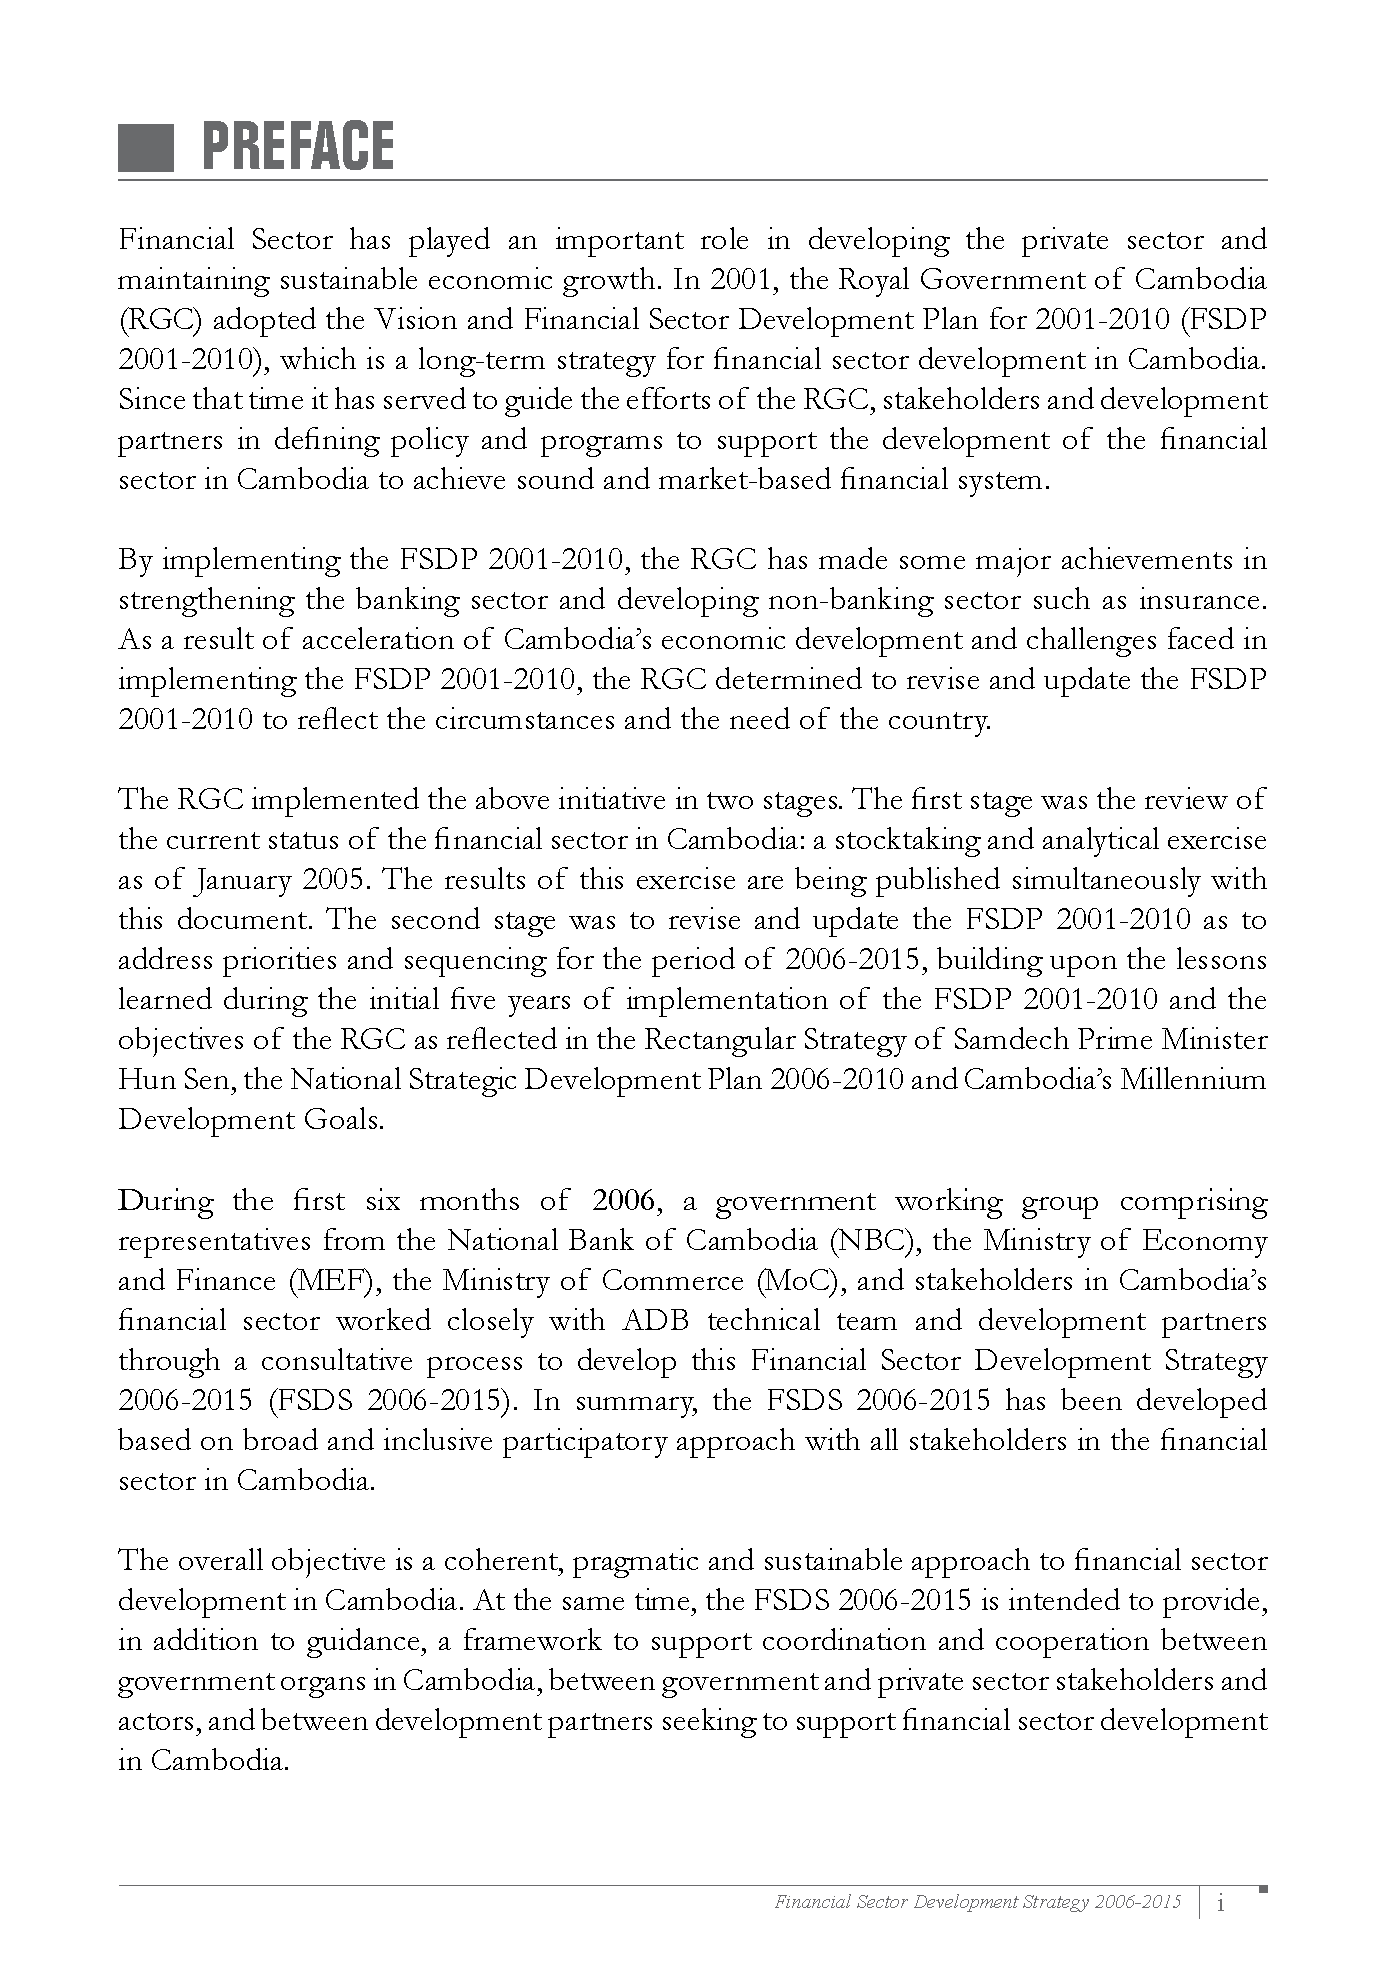 PREFACE
Financial Sector has played an important role in developing the private sector and
maintaining sustainable economic growth. In 2001, the Royal Government of Cambodia
(RGC) adopted the Vision and Financial Sector Development Plan for 2001-2010 (FSDP
2001-2010), which is a long-term strategy for financial sector development in Cambodia.
Since that time it has served to guide the efforts of the RGC, stakeholders and development
partners in defining policy and programs to support the development of the financial
sector in Cambodia to achieve sound and market-based financial system.
By implementing the FSDP 2001-2010, the RGC has made some major achievements in
strengthening the banking sector and developing non-banking sector such as insurance.
As a result of acceleration of Cambodia’s economic development and challenges faced in
implementing the FSDP 2001-2010, the RGC determined to revise and update the FSDP
2001-2010 to reflect the circumstances and the need of the country.
The RGC implemented the above initiative in two stages. The first stage was the review of
the current status of the financial sector in Cambodia: a stocktaking and analytical exercise
as of January 2005. The results of this exercise are being published simultaneously with
this document. The second stage was to revise and update the FSDP 2001-2010 as to
address priorities and sequencing for the period of 2006-2015, building upon the lessons
learned during the initial five years of implementation of the FSDP 2001-2010 and the
objectives of the RGC as reflected in the Rectangular Strategy of Samdech Prime Minister
Hun Sen, the National Strategic Development Plan 2006-2010 and Cambodia’s Millennium
Development Goals.
During the first six months of 2006, a government working group comprising
representatives from the National Bank of Cambodia (NBC), the Ministry of Economy
and Finance (MEF), the Ministry of Commerce (MoC), and stakeholders in Cambodia’s
financial sector worked closely with ADB technical team and development partners
through a consultative process to develop this Financial Sector Development Strategy
2006-2015 (FSDS 2006-2015). In summary, the FSDS 2006-2015 has been developed
based on broad and inclusive participatory approach with all stakeholders in the financial
sector in Cambodia.
The overall objective is a coherent, pragmatic and sustainable approach to financial sector
development in Cambodia. At the same time, the FSDS 2006-2015 is intended to provide,
in addition to guidance, a framework to support coordination and cooperation between
government organs in Cambodia, between government and private sector stakeholders and
actors, and between development partners seeking to support financial sector development
in Cambodia.
Financial Sector Development Strategy 2006-2015 i